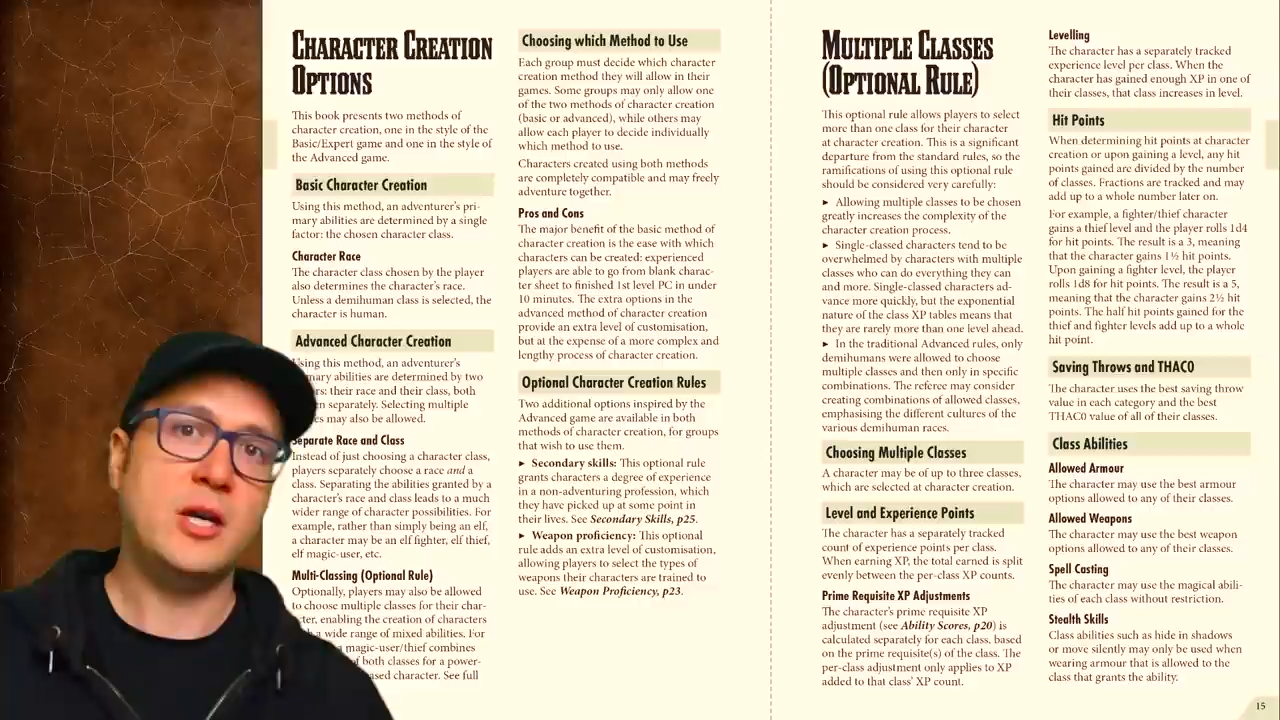 CHARACTER CREATION
OPTIONS
This book presents two methods of
character creation, one in the style of the
Basic/Expert game and one in the style of
the Advanced game.
Basic Character Creation
Using this method, an adventurer's pri-
mary abilities are determined by a single
factor: the chosen character class.
Character Race
The character class chosen by the player
also determines the character's race.
Unless a demihuman class is selected, the
character is human.
Advanced Character Creation
Using this method, an adventurer's
abilities are determined by two
their race and their class, both
separately. Selecting multiple
may also be allowed.
Separate Race and Class
Instead of just choosing a character class,
players separately choose a race and a
class. Separating the abilities granted by a
character's race and class leads to a much
wider range of character possibilities. For
example, rather than simply being an elf,
a character may be an elf fighter, elf thief,
elf magic-user, etc.
Multi-Classing (Optional Rule)
Optionally, players may also be allowed
to choose multiple classes for their char-
enabling the creation of characters
a wide range of mixed abilities. For
a magic-user/thief combines
of both classes for a power-
character. See full
Choosing which Method to Use
Each group must decide which character
creation method they will allow in their
games. Some groups may only allow one
of the two methods of character creation
(basic or advanced), while others may
allow each player to decide individually
which method to use.
Characters created using both methods
are completely compatible and may freely
adventure together.
Pros and Cons
The major benefit of the basic method of
character creation is the ease with which
characters can be created: experienced
players are able to go from blank charac-
ter sheet to finished 1st level PC in under
10 minutes. The extra options in the
advanced method of character creation
provide an extra level of customisation,
but at the expense of a more complex and
lengthy process of character creation.
Optional Character Creation Rules
Two additional options inspired by the
Advanced game are available in both
methods of character creation, for groups
that wish to use them.
► Secondary skills: This optional rule
grants characters a degree of experience
in a non-adventuring profession, which
they have picked up at some point in
their lives. See Secondary Skills, p25.
► Weapon proficiency: This optional
rule adds an extra level of customisation,
allowing players to select the types of
weapons their characters are trained to
use. See Weapon Proficiency, p23.
MULTIPLE CLASSES
(OPTIONAL RULE)
This optional rule allows players to select
more than one class for their character
at character creation. This is a significant
departure from the standard rules, so the
ramifications of using this optional rule
should be considered very carefully:
► Allowing multiple classes to be chosen
greatly increases the complexity of the
character creation process.
► Single-classed characters tend to be
overwhelmed by characters with multiple
classes who can do everything they can
and more. Single-classed characters ad-
vance more quickly, but the exponential
nature of the class XP tables means that
they are rarely more than one level ahead.
► In the traditional Advanced rules, only
demihumans were allowed to choose
multiple classes and then only in specific
combinations. The referee may consider
creating combinations of allowed classes,
emphasising the different cultures of the
various demihuman races.
Choosing Multiple Classes
A character may be of up to three classes,
which are selected at character creation.
Level and Experience Points
The character has a separately tracked
count of experience points per class.
When earning XP, the total earned is split
evenly between the per-class XP counts.
Prime Requisite XP Adjustments
The character's prime requisite XP
adjustment (see Ability Scores, p20) is
calculated separately for each class, based
on the prime requisite(s) of the class. The
per-class adjustment only applies to XP
added to that class' XP count.
Levelling
The character has a separately tracked
experience level per class. When the
character has gained enough XP in one of
their classes, that class increases in level.
Hit Points
When determining hit points at character
creation or upon gaining a level, any hit
points gained are divided by the number
of classes. Fractions are tracked and may
add up to a whole number later on.
For example, a fighter/thief character
gains a thief level and the player rolls 1d4
for hit points. The result is a 3, meaning
that the character gains 1½ hit points.
Upon gaining a fighter level, the player
rolls 1d8 for hit points. The result is a 5,
meaning that the character gains 2½ hit
points. The half hit points gained for the
thief and fighter levels add up to a whole
hit point.
Saving Throws and THAC0
The character uses the best saving throw
value in each category and the best
THAC0 value of all of their classes.
Class Abilities
Allowed Armour
The character may use the best armour
options allowed to any of their classes.
Allowed Weapons
The character may use the best weapon
options allowed to any of their classes.
Spell Casting
The character may use the magical abili-
ties of each class without restriction.
Stealth Skills
Class abilities such as hide in shadows
or move silently may only be used when
wearing armour that is allowed to the
class that grants the ability.
15